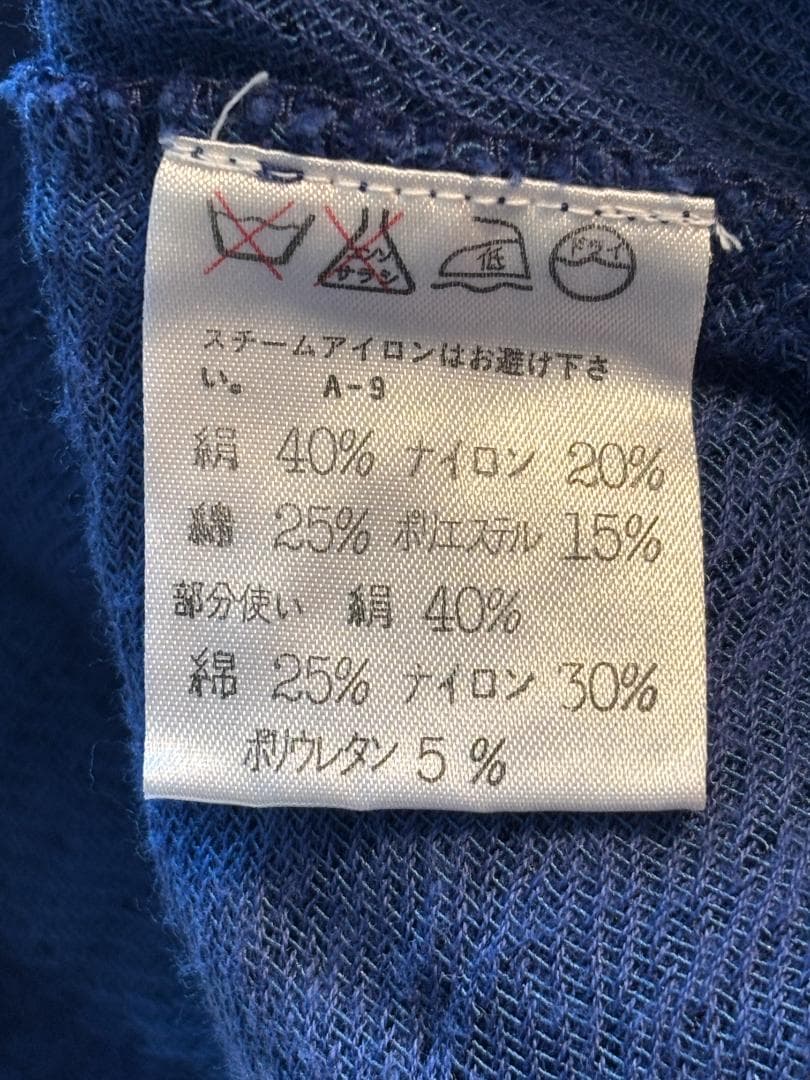 エンソ サラシ 低 ドライ
スチームアイロンはお避け下さ
い。 A-9
絹 40% ナイロン 20%
綿 25% ポリエステル 15%
部分使い 絹 40%
綿 25% ナイロン 30%
ポリウレタン 5%